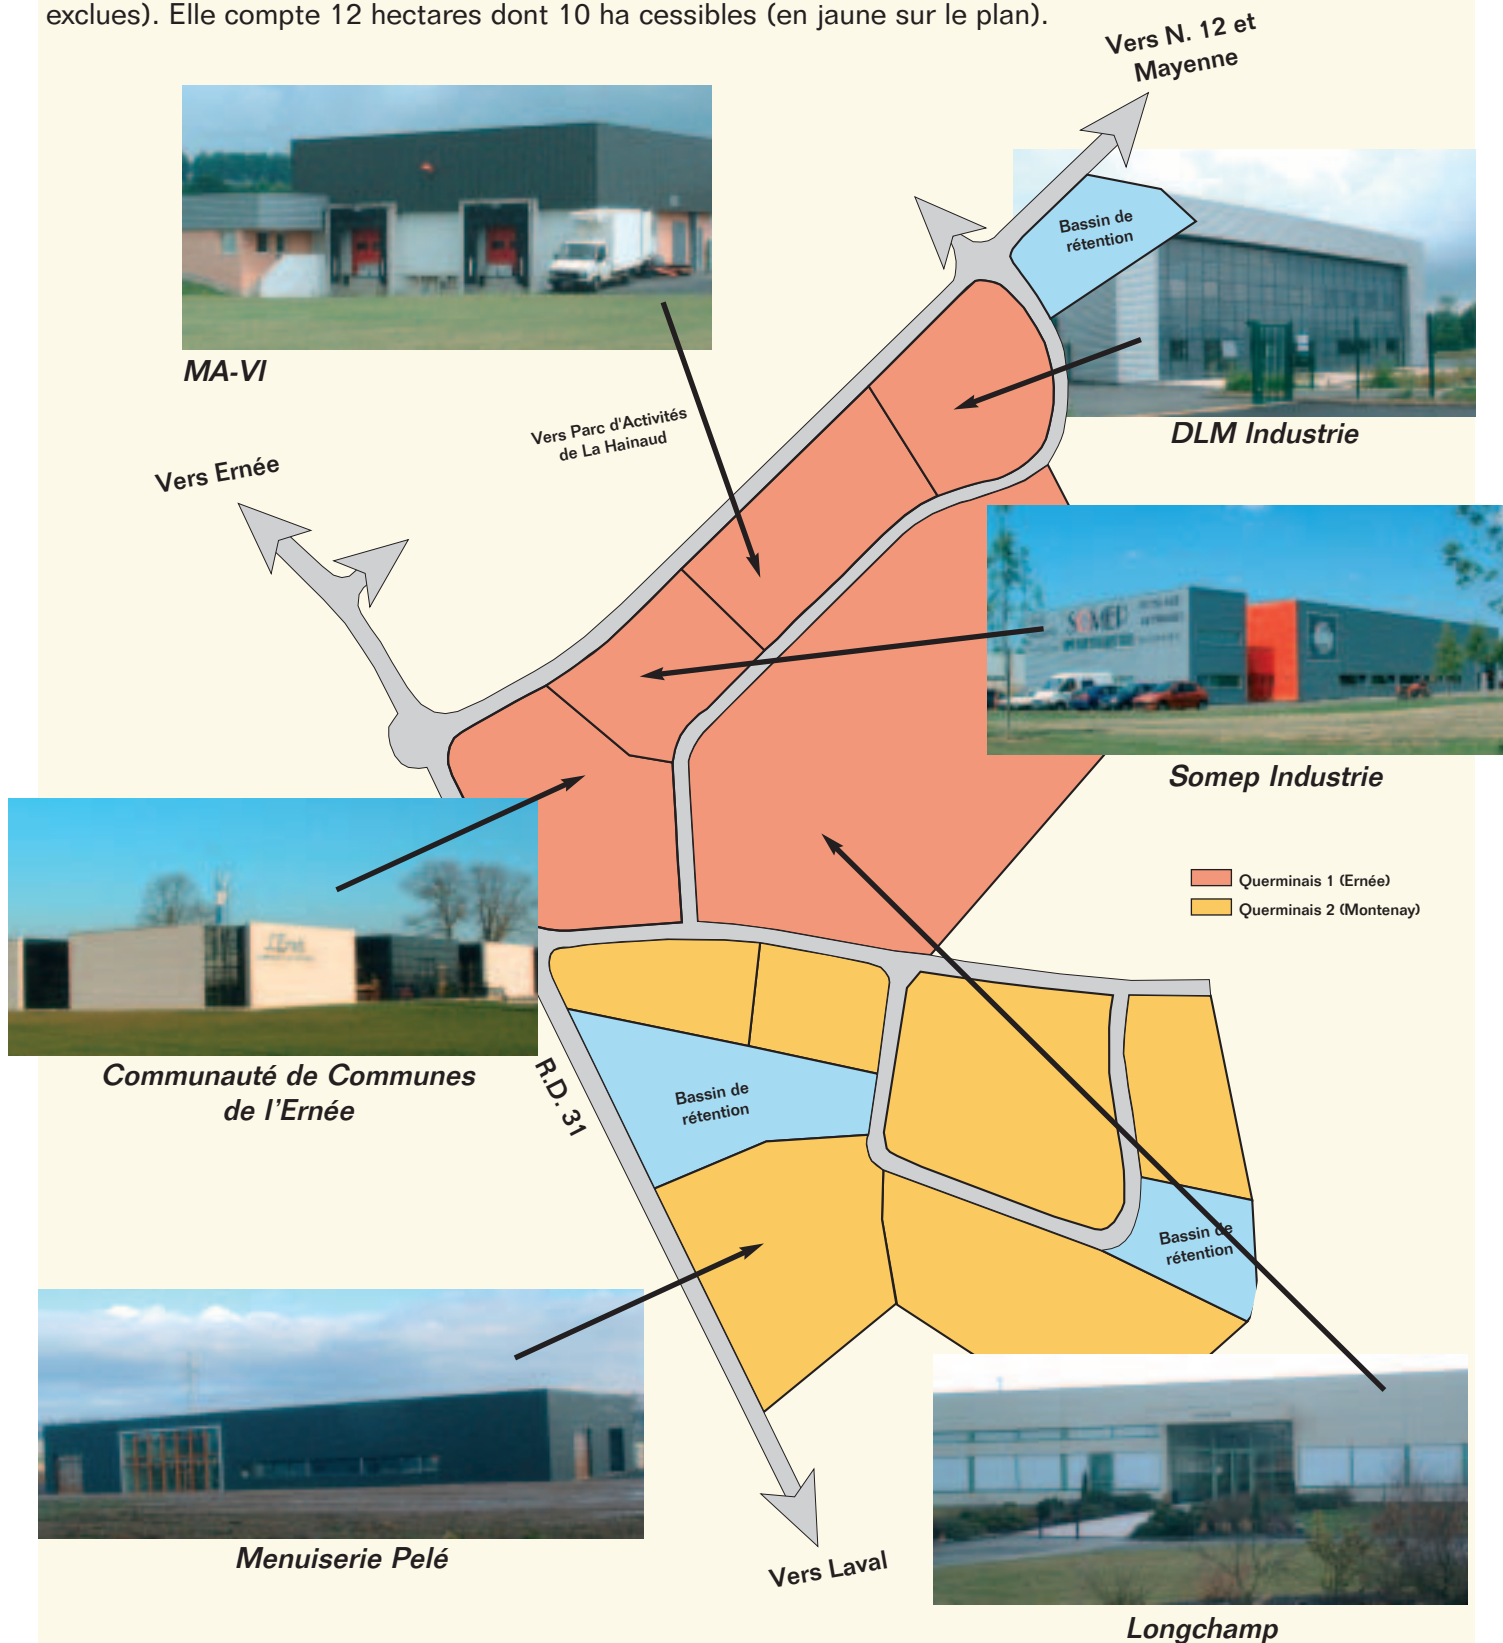 exclues). Elle compte 12 hectares dont 10 ha cessibles (en jaune sur le plan).
Vers N. 12 et
Mayenne
Bassin de
rétention
MA-VI
DLM Industrie
Vers Parc d'Activités
de La Hainaud
Vers Ernée
SOMEP
Somep Industrie
Querminais 1 (Ernée)
Querminais 2 (Montenay)
L'Ernée
Communauté de Communes
de l'Ernée
R.D. 31
Bassin de
rétention
Bassin de
rétention
Menuiserie Pelé
Vers Laval
Longchamp